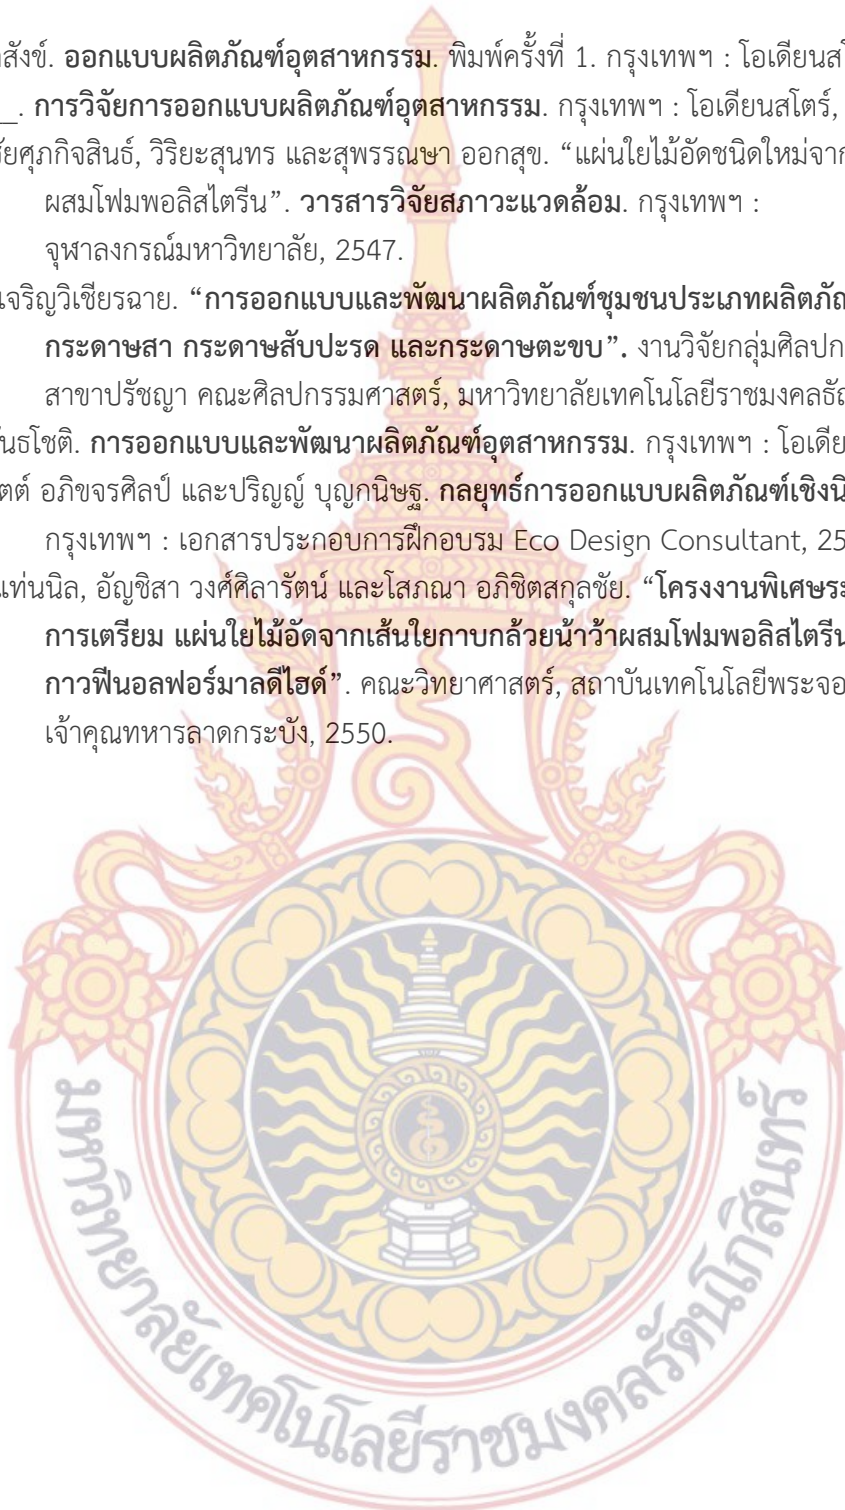 สังข์. ออกแบบผลิตภัณฑ์อุตสาหกรรม. พิมพ์ครั้งที่ 1. กรุงเทพฯ : โอเดียนสโ
_. การวิจัยการออกแบบผลิตภัณฑ์อุตสาหกรรม. กรุงเทพฯ : โอเดียนสโตร์,
ชัยศุภกิจสินธ์, วิริยะสุนทร และสุพรรณษา ออกสุข. “แผ่นใยไม้อัดชนิดใหม่จาก
ผสมโฟมพอลิสไตรีน”. วารสารวิจัยสภาวะแวดล้อม. กรุงเทพฯ :
จุฬาลงกรณ์มหาวิทยาลัย, 2547.
เจริญวิเชียรฉาย. “การออกแบบและพัฒนาผลิตภัณฑ์ชุมชนประเภทผลิตภัณ
กระดาษสา กระดาษสับปะรด และกระดาษตะขบ”. งานวิจัยกลุ่มศิลปก
สาขาปรัชญา คณะศิลปกรรมศาสตร์, มหาวิทยาลัยเทคโนโลยีราชมงคลธัญ
ันธโชติ. การออกแบบและพัฒนาผลิตภัณฑ์อุตสาหกรรม. กรุงเทพฯ : โอเดีย
ตต์ อภิขจรศิลป์ และปริญญ์ บุญกนิษฐ. กลยุทธ์การออกแบบผลิตภัณฑ์เชิงนิ
กรุงเทพฯ : เอกสารประกอบการฝึกอบรม Eco Design Consultant, 25
แท่นนิล, อัญชิสา วงศ์ศิลารัตน์ และโสภณา อภิชิตสกุลชัย. “โครงงานพิเศษระ
การเตรียม แผ่นใยไม้อัดจากเส้นใยกาบกล้วยน้ำว้าผสมโฟมพอลิสไตรีน
กาวฟีนอลฟอร์มาลดีไฮด์”. คณะวิทยาศาสตร์, สถาบันเทคโนโลยีพระจอ
เจ้าคุณทหารลาดกระบัง, 2550.
มหาวิทยาลัยเทคโนโลยีราชมงคลรัตนโกสินทร์